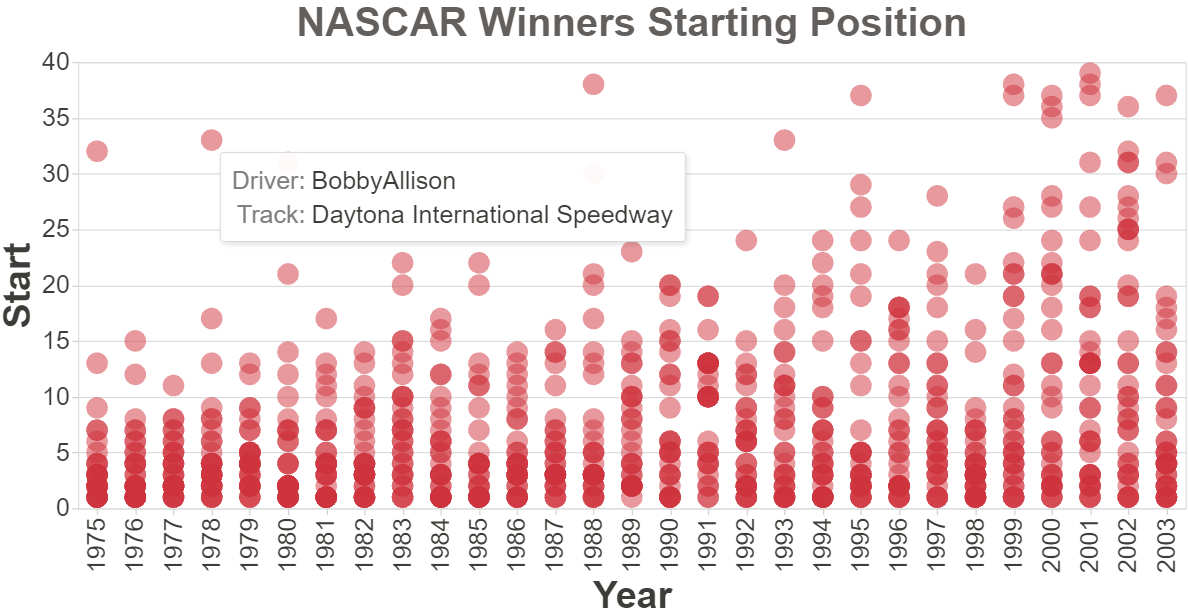 NASCAR Winners Starting Position
40
35
30
25
20
15
10
5
0
Start
Driver: BobbyAllison
Track: Daytona International Speedway
1975 1976 1977 1978 1979 1980 1981 1982 1983 1984 1985 1986 1987 1988 1989 1990 1991 1992 1993 1994 1995 1996 1997 1998 1999 2000 2001 2002 2003
Year